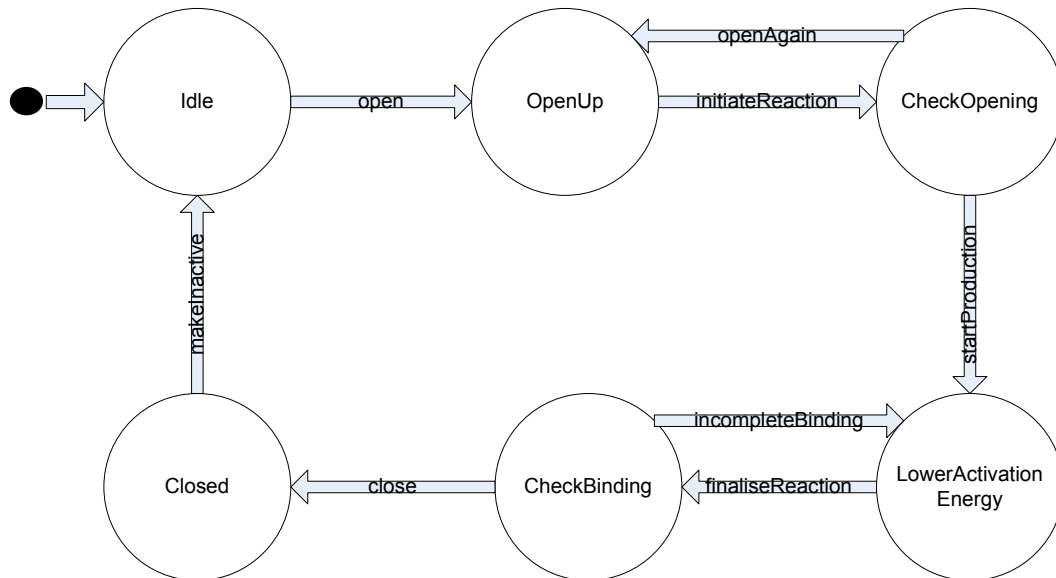 openAgain
Idle
open
OpenUp
initiateReaction
CheckOpening
makeInactive
startProduction
incompleteBinding
Closed
close
CheckBinding
finaliseReaction
LowerActivation
Energy